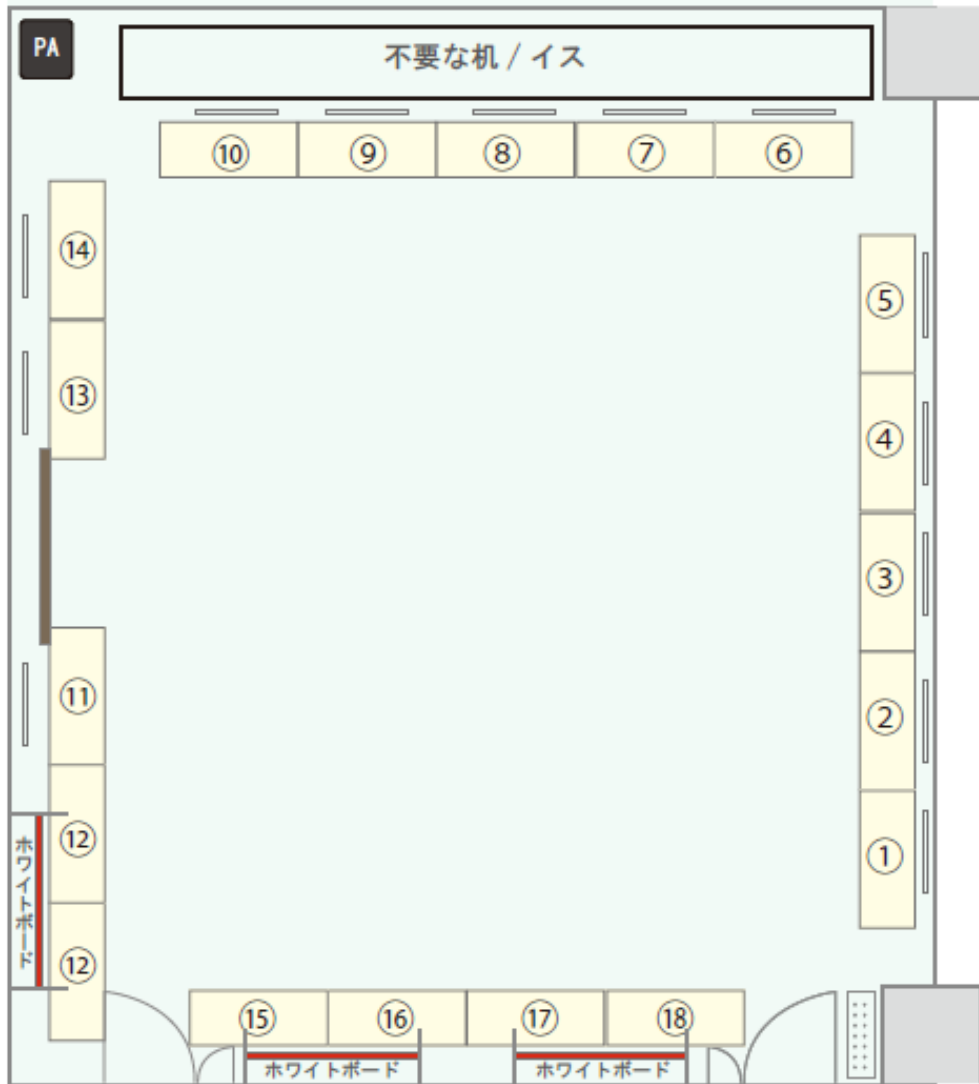 PA
不要な机 / イス
⑩ ⑨ ⑧ ⑦ ⑥
⑭
⑤
⑬
④
③
⑪
②
⑫
①
ホワイトボード
⑫
⑮ ⑯ ⑰ ⑱
ホワイトボード
ホワイトボード